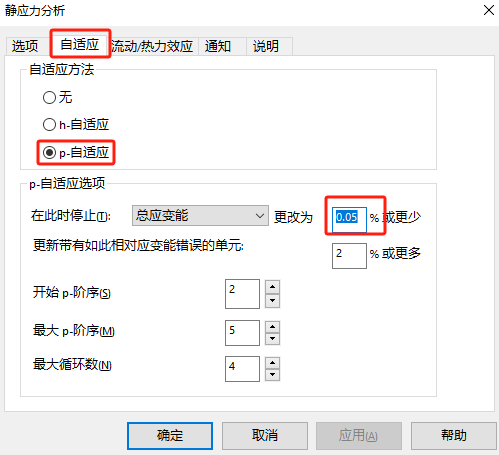 静应力分析
选项 自适应 流动/热力效应 通知 说明
自适应方法
无
h-自适应
p-自适应
p-自适应选项
在此时停止(T): 总应变能 更改为 0.05 % 或更少
更新带有如此相对应变能错误的单元: 2 % 或更多
开始 p-阶序(S) 2
最大 p-阶序(M) 5
最大循环数(N) 4
确定 取消 应用(A) 帮助